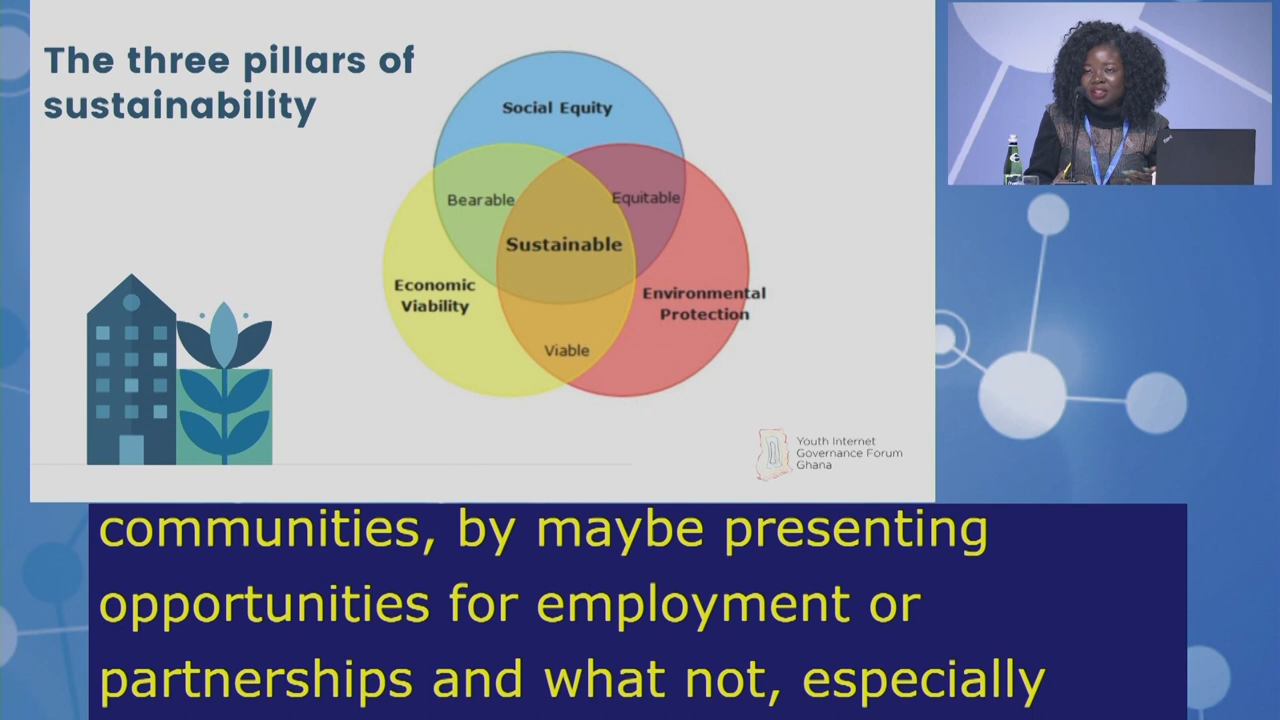 The three pillars of
sustainability
Social Equity
Bearable
Equitable
Sustainable
Economic
Viability
Environmental
Protection
Viable
Youth Internet
Governance Forum
Ghana
communities, by maybe presenting
opportunities for employment or
partnerships and what not, especially